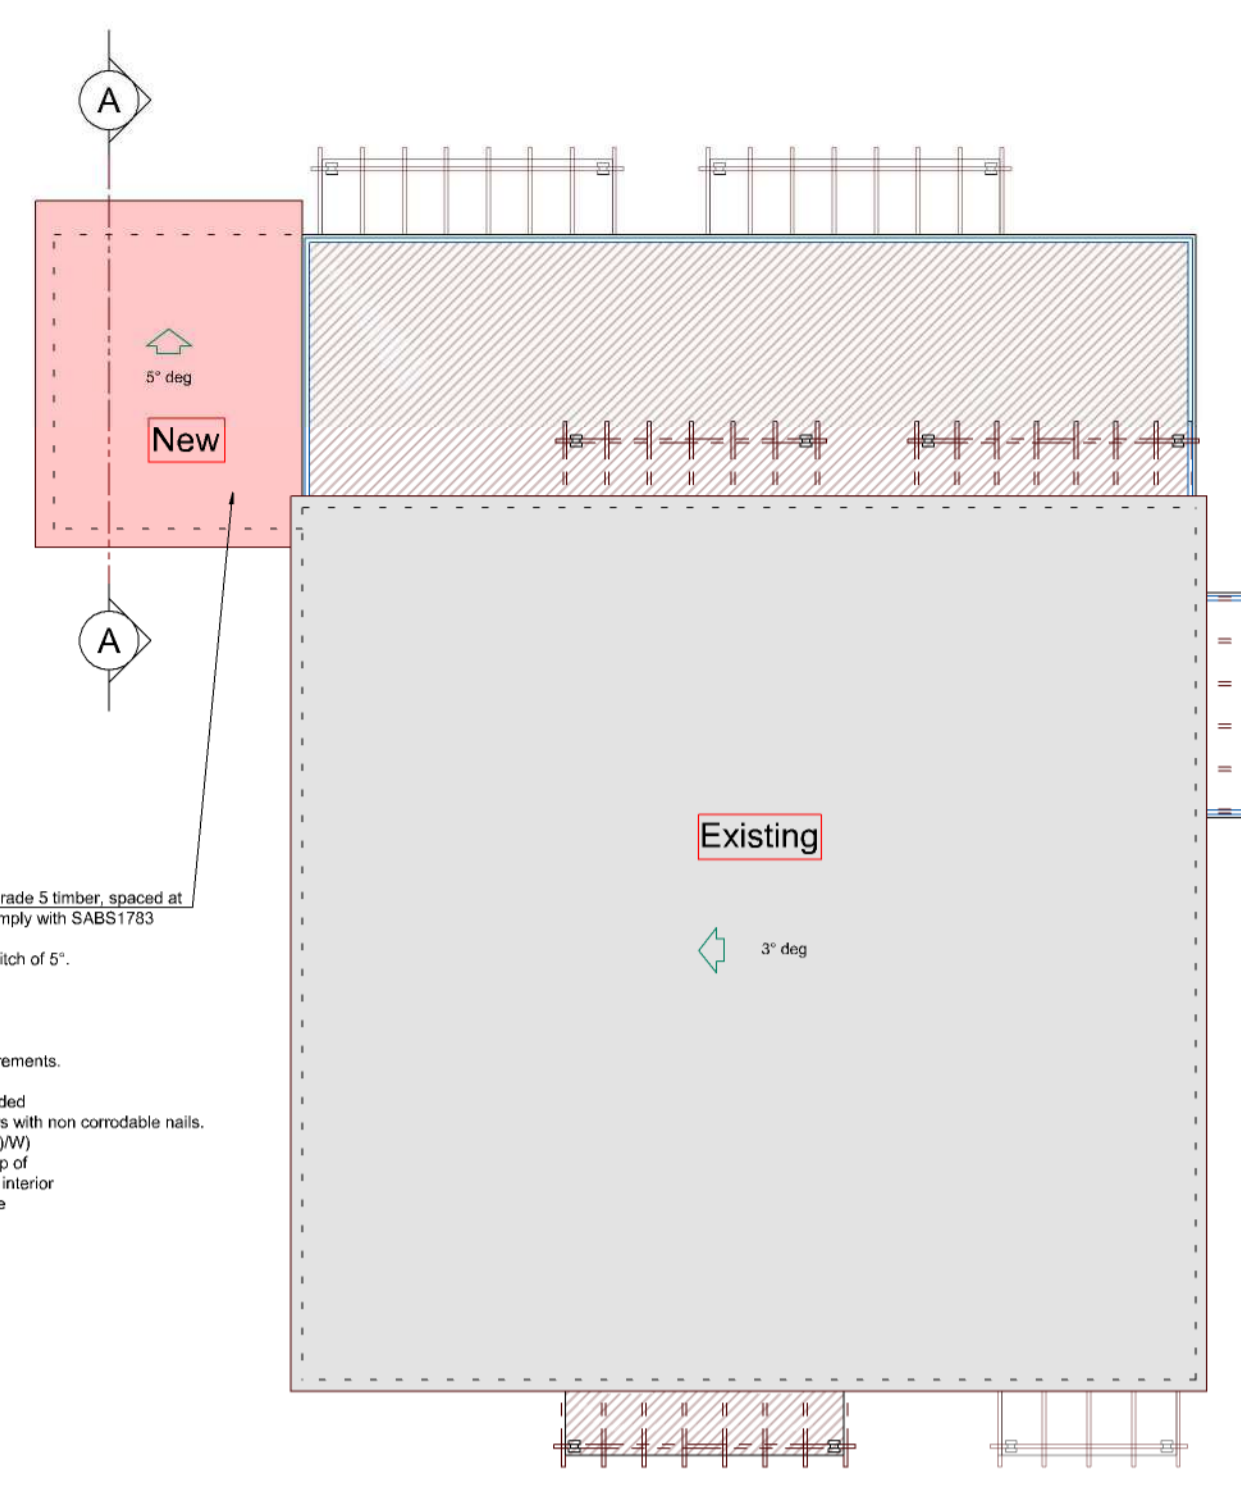 A
5° deg
New
A
Existing
3° deg
rade 5 timber, spaced at
mply with SABS1783
itch of 5°.
rements.
ded
s with non corrodable nails.
)/W)
p of
interior
e